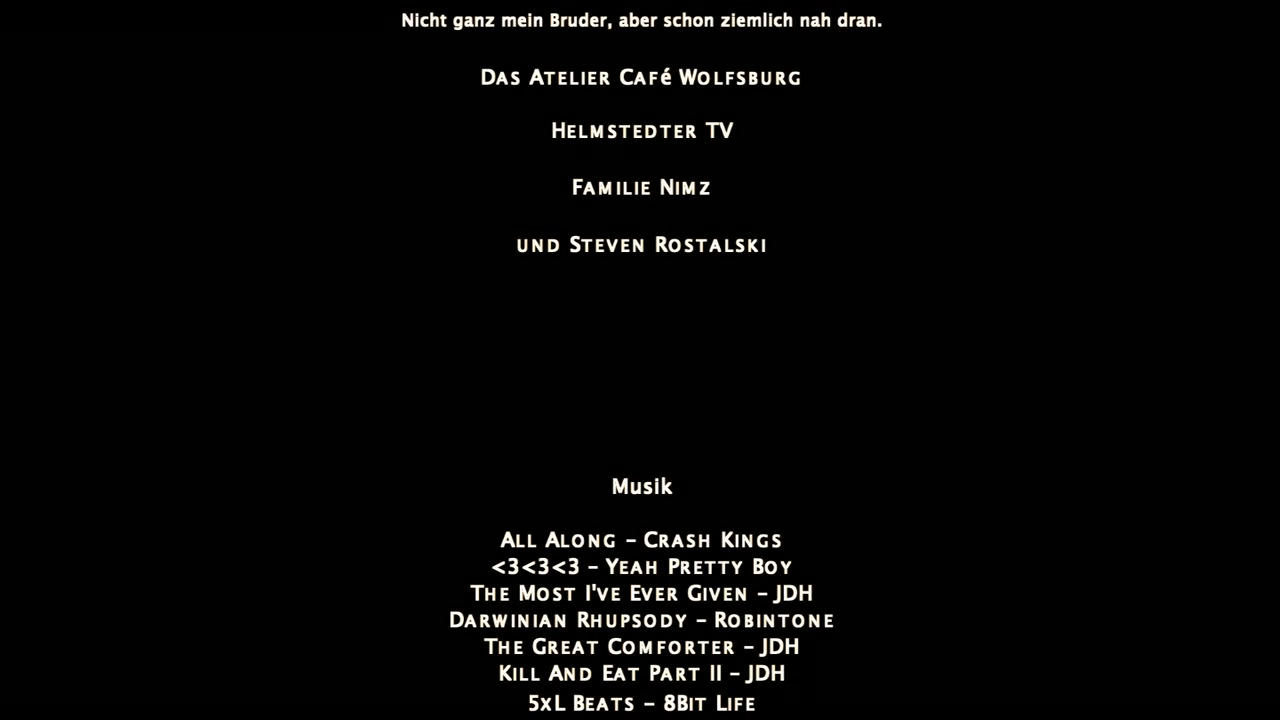 Nicht ganz mein Bruder, aber schon ziemlich nah dran.
Das Atelier Café Wolfsburg
Helmstedter TV
Familie Nimz
und Steven Rostalski
Musik
All Along – Crash Kings
<3<3<3 – Yeah Pretty Boy
The Most I've Ever Given – JDH
Darwinian Rhupsody – Robintone
The Great Comforter – JDH
Kill And Eat Part II – JDH
5xL Beats – 8Bit Life